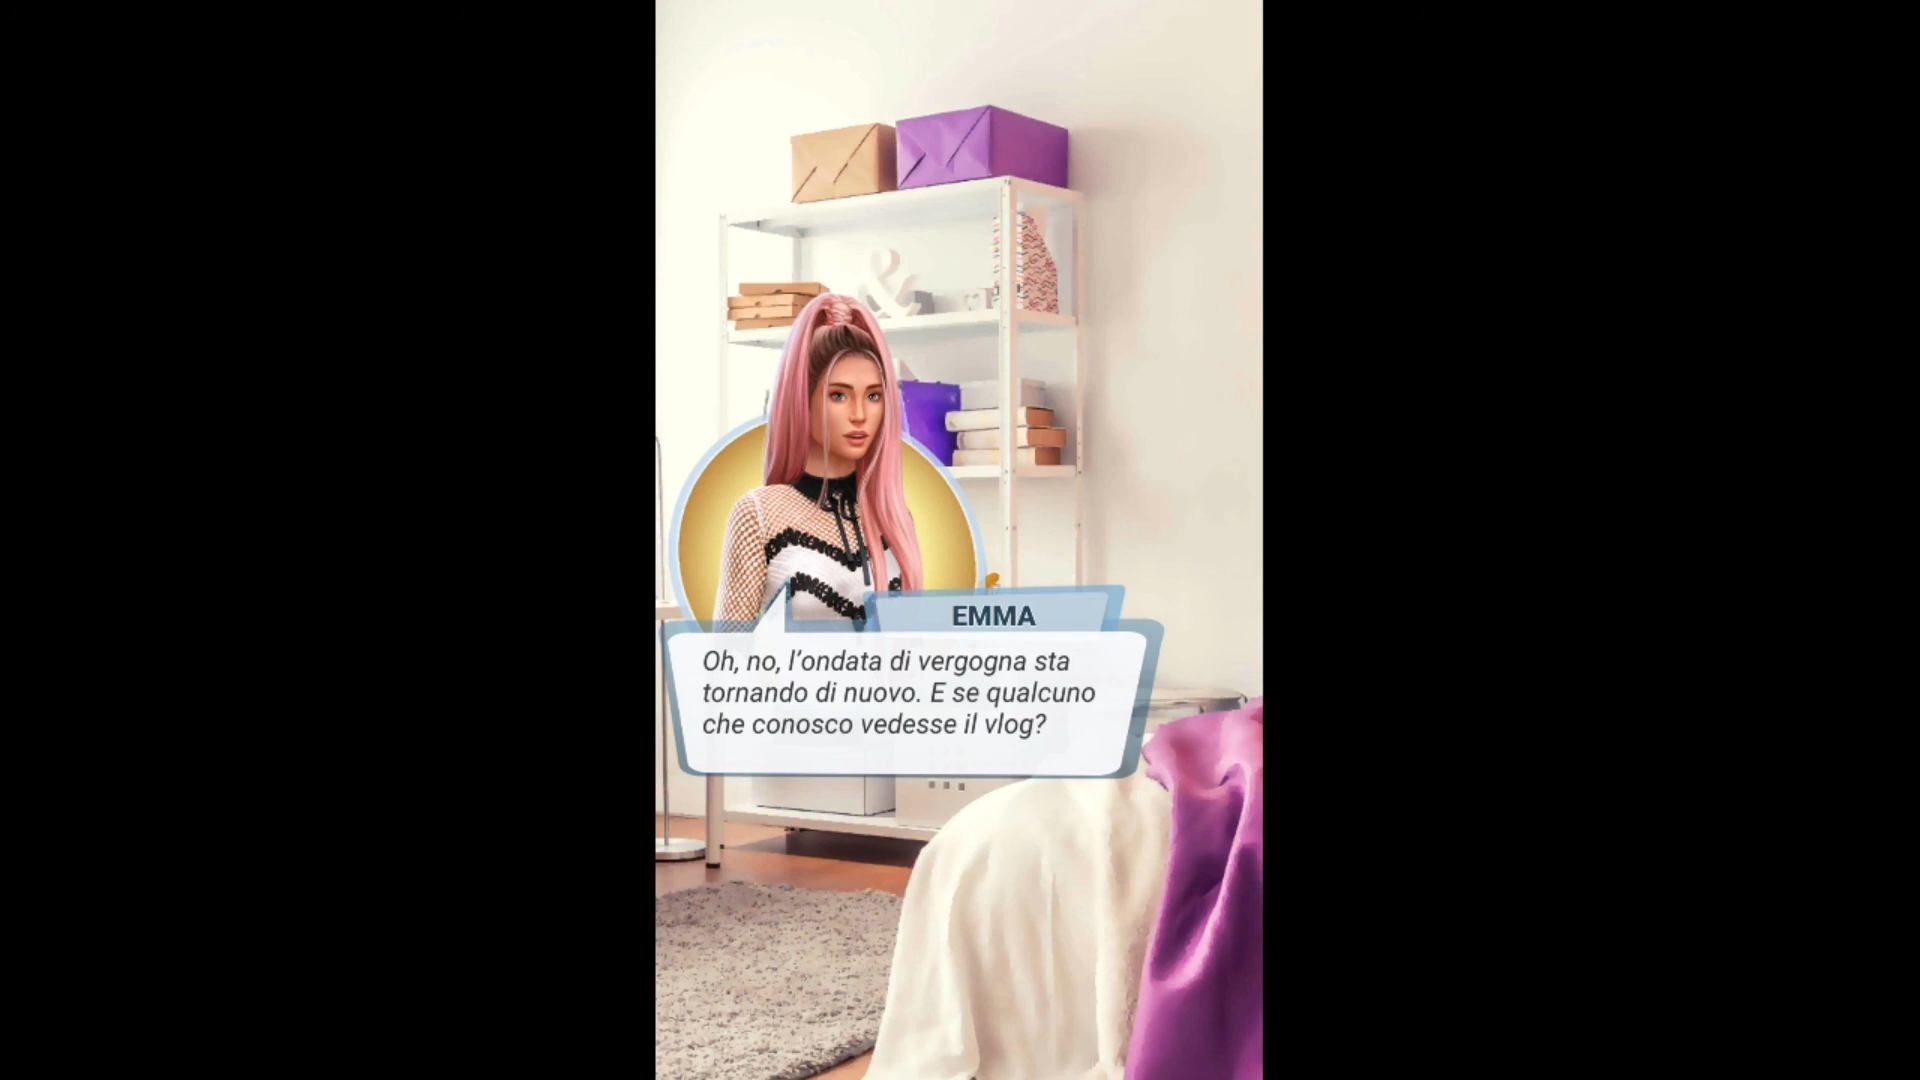 EMMA
Oh, no, l’ondata di vergogna sta
tornando di nuovo. E se qualcuno
che conosco vedesse il vlog?